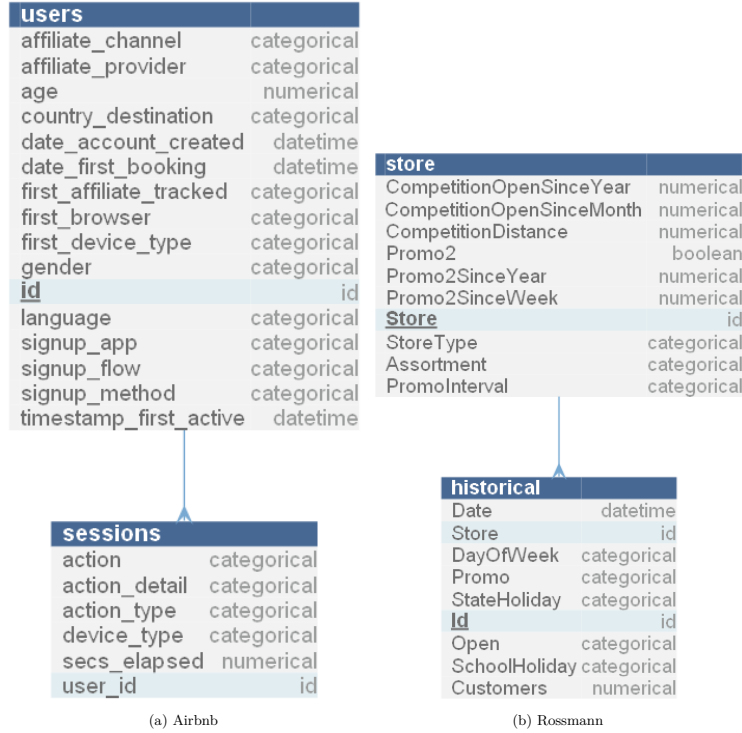 users
affiliate_channel categorical
affiliate_provider categorical
age numerical
country_destination categorical
date_account_created datetime
date_first_booking datetime
first_affiliate_tracked categorical
first_browser categorical
first_device_type categorical
gender categorical
id id
language categorical
signup_app categorical
signup_flow categorical
signup_method categorical
timestamp_first_active datetime
sessions
action categorical
action_detail categorical
action_type categorical
device_type categorical
secs_elapsed numerical
user_id id
(a) Airbnb
store
CompetitionOpenSinceYear numerical
CompetitionOpenSinceMonth numerical
CompetitionDistance numerical
Promo2 boolean
Promo2SinceYear numerical
Promo2SinceWeek numerical
Store id
StoreType categorical
Assortment categorical
PromoInterval categorical
historical
Date datetime
Store id
DayOfWeek categorical
Promo categorical
StateHoliday categorical
Id id
Open categorical
SchoolHoliday categorical
Customers numerical
(b) Rossmann